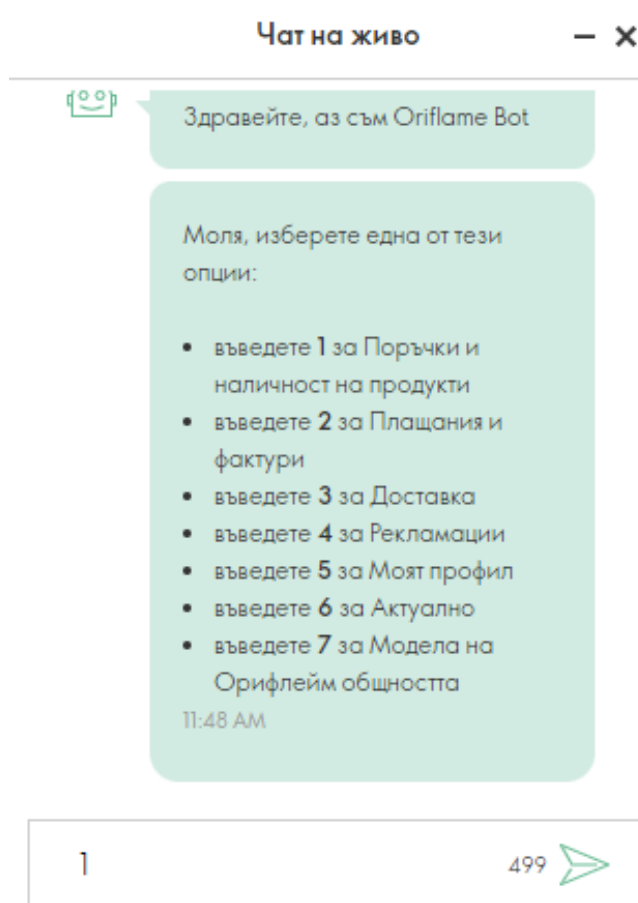 Чат на живо
Здравейте, аз съм Oriflame Bot
Моля, изберете една от тези
опции:
въведете 1 за Поръчки и
наличност на продукти
въведете 2 за Плащания и
фактури
въведете 3 за Доставка
въведете 4 за Рекламации
въведете 5 за Моят профил
въведете 6 за Актуално
въведете 7 за Модела на
Орифлейм общността
11:48 AM
1 499